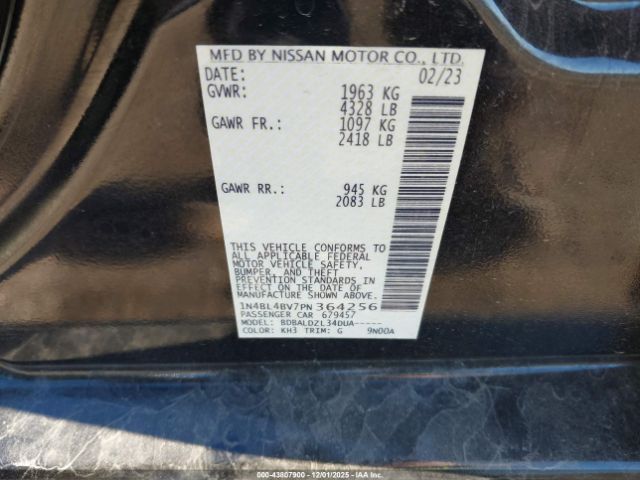 MFD BY NISSAN MOTOR CO., LTD.
DATE: 02/23
GVWR: 1963 KG
4328 LB
GAWR FR.: 1097 KG
2418 LB
GAWR RR.: 945 KG
2083 LB
THIS VEHICLE CONFORMS TO
ALL APPLICABLE FEDERAL
MOTOR VEHICLE SAFETY,
BUMPER, AND THEFT
PREVENTION STANDARDS
IN EFFECT ON THE DATE OF
MANUFACTURE SHOWN ABOVE.
1N4BL4BV7PN364256
PASSENGER CAR 679457
MODEL: BDBALDZL34DUA-----
COLOR: KH3 TRIM: G 9N00A
000-43807900 - 12/01/2025 - IAAI.COM